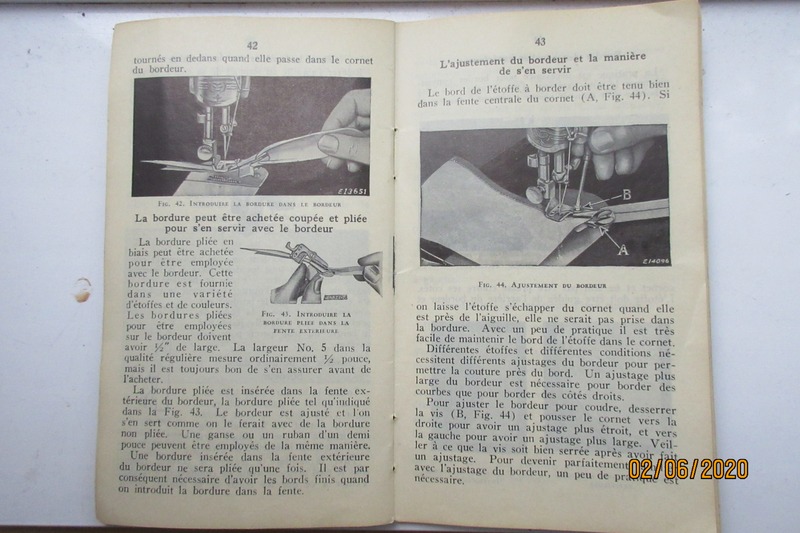 42
tournés en dedans quand elle passe dans le cornet
du bordeur.
E13651
FIG. 42. INTRODUIRE LA BORDURE DANS LE BORDEUR
La bordure peut être achetée coupée et pliée
pour s'en servir avec le bordeur
La bordure pliée en
biais peut être achetée
pour être employée
avec le bordeur. Cette
bordure est fournie
dans une variété
d'étoffes et de couleurs.
Les bordures pliées
pour être employées
sur le bordeur doivent
FIG. 43. INTRODUIRE LA
BORDURE PLIEE DANS LA
FENTE EXTERIEURE
avoir ½" de large. La largeur No. 5 dans la
qualité régulière mesure ordinairement ½ pouce,
mais il est toujours bon de s'en assurer avant de
l'acheter.
La bordure pliée est insérée dans la fente ex-
térieure du bordeur, la bordure pliée tel qu'indiqué
dans la Fig. 43. Le bordeur est ajusté et l'on
s'en sert comme on le ferait avec de la bordure
non pliée. Une ganse ou un ruban d'un demi
pouce peuvent être employés de la même manière.
Une bordure insérée dans la fente extérieure
du bordeur ne sera pliée qu'une fois. Il est par
conséquent nécessaire d'avoir les bords finis quand
on introduit la bordure dans la fente.
43
L'ajustement du bordeur et la manière
de s'en servir
Le bord de l'étoffe à border doit être tenu bien
dans la fente centrale du cornet (A, Fig. 44). Si
B
A
E14096
FIG. 44. AJUSTEMENT DU BORDEUR
on laisse l'étoffe s'échapper du cornet quand elle
est près de l'aiguille, elle ne serait pas prise dans
la bordure. Avec un peu de pratique il est très
facile de maintenir le bord de l'étoffe dans le cornet.
Différentes étoffes et différentes conditions né-
cessitent différents ajustages du bordeur pour per-
mettre la couture près du bord. Un ajustage plus
large du bordeur est nécessaire pour border des
courbes que pour border des côtés droits.
Pour ajuster le bordeur pour coudre, desserrer
la vis (B, Fig. 44) et pousser le cornet vers la
droite pour avoir un ajustage plus étroit, et vers
la gauche pour avoir un ajustage plus large. Veil-
ler à ce que la vis soit bien serrée après avoir fait
un ajustage. Pour devenir parfaitement
avec l'ajustage du bordeur, un peu de pratique est
nécessaire.
02/06/2020